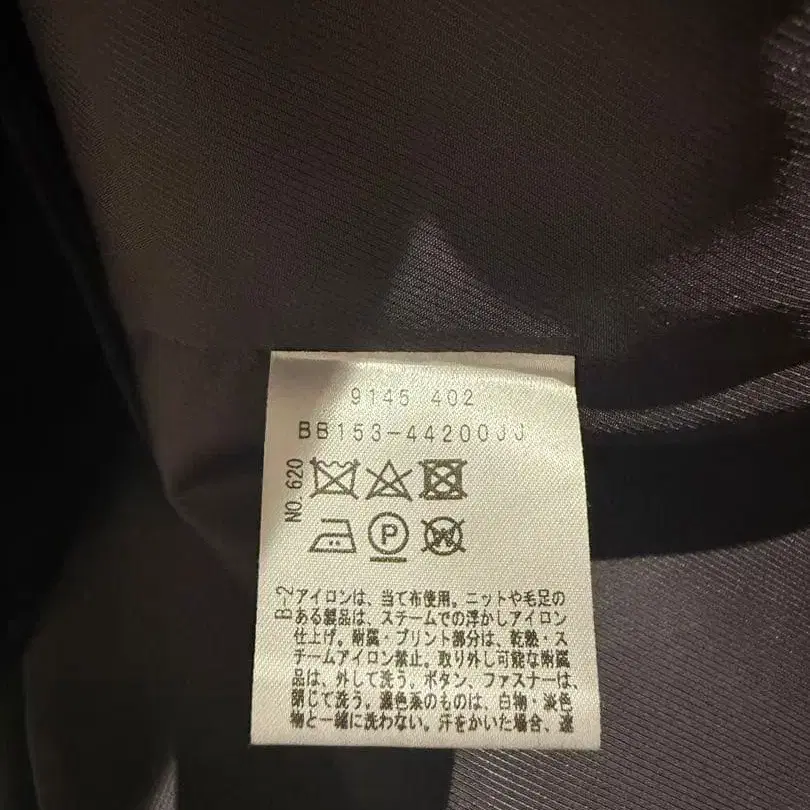 9145 402
BB153-44200JJ
NO.620
P
W
B-2
アイロンは、当て布使用。ニットや毛足の
ある製品は、スチームでの浮かしアイロン
仕上げ。附属・プリント部分は、乾熱・ス
チームアイロン禁止。取り外し可能な附属
品は、外して洗う。ボタン、ファスナーは、
閉じて洗う。濃色系のものは、白物・淡色
物と一緒に洗わない。汗をかいた場合、速